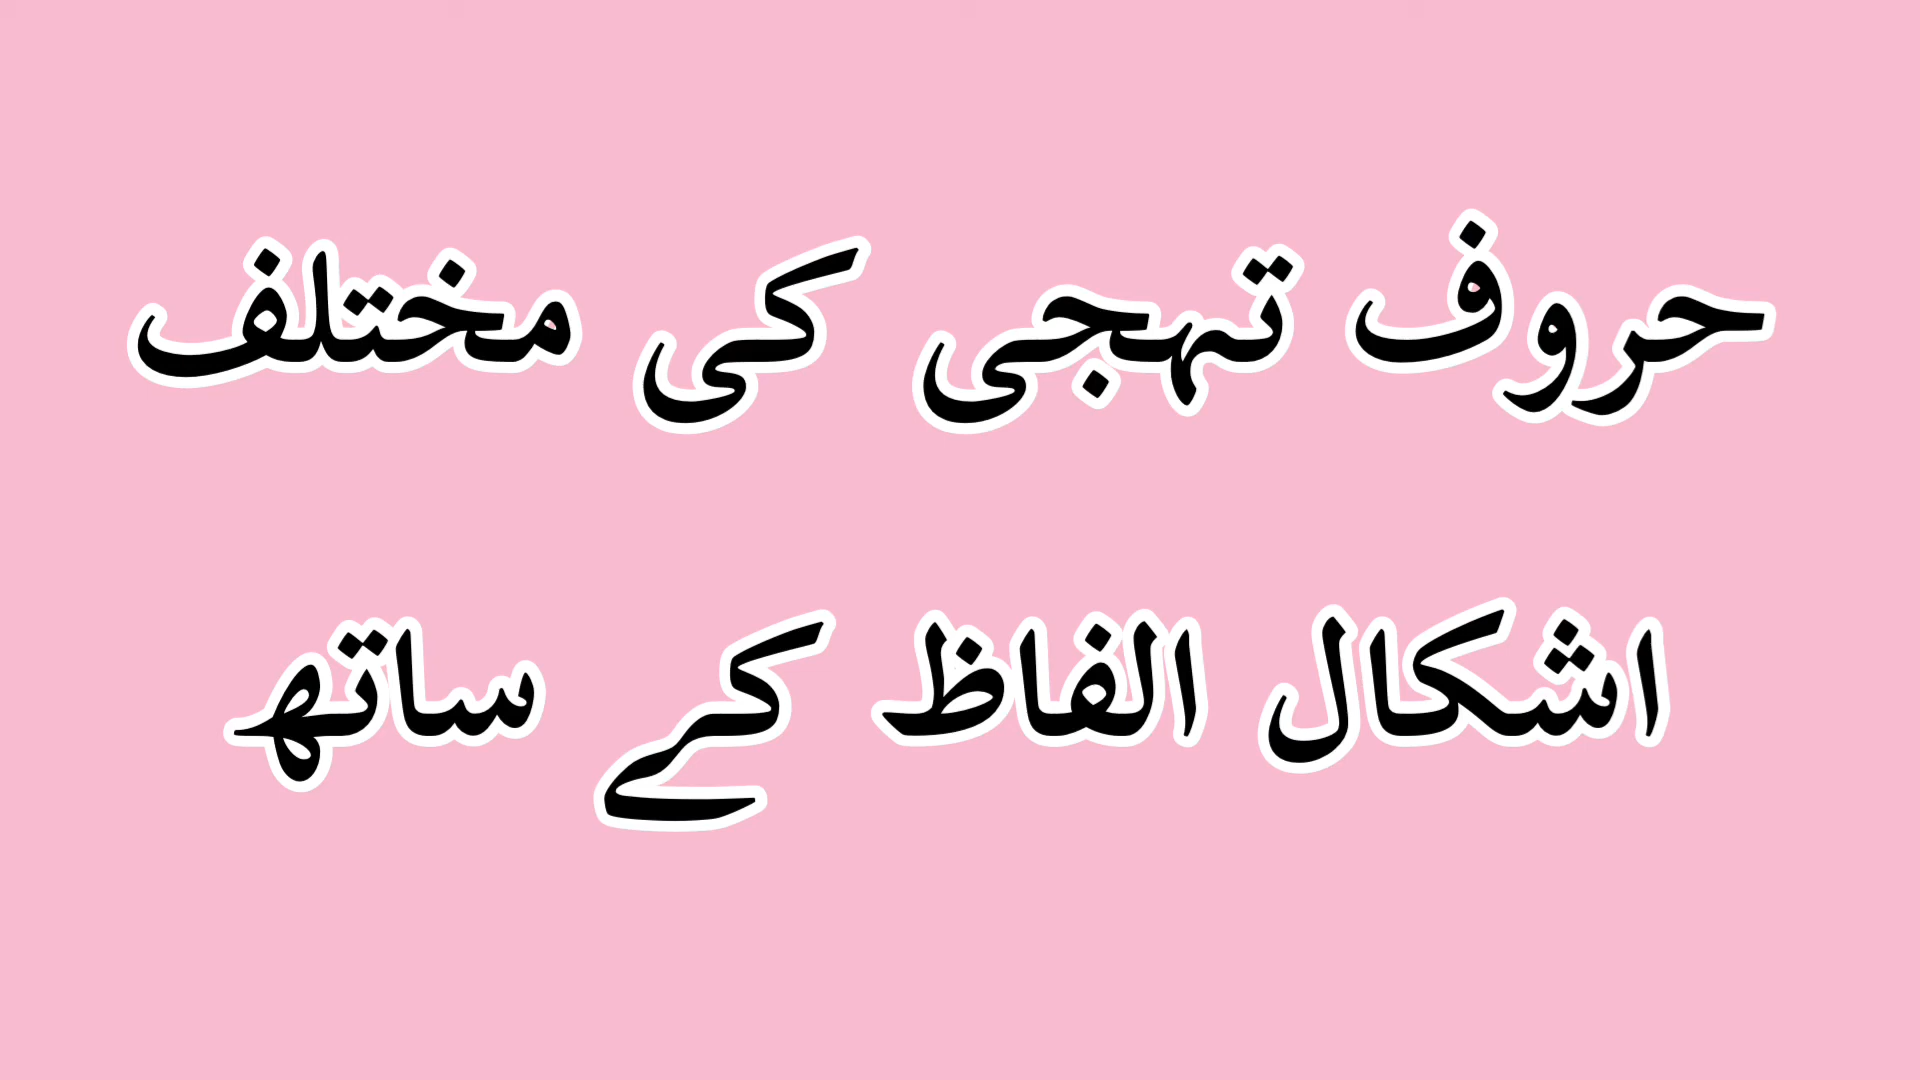 حروف تہجی کی مختلف
اشکال الفاظ کے ساتھ